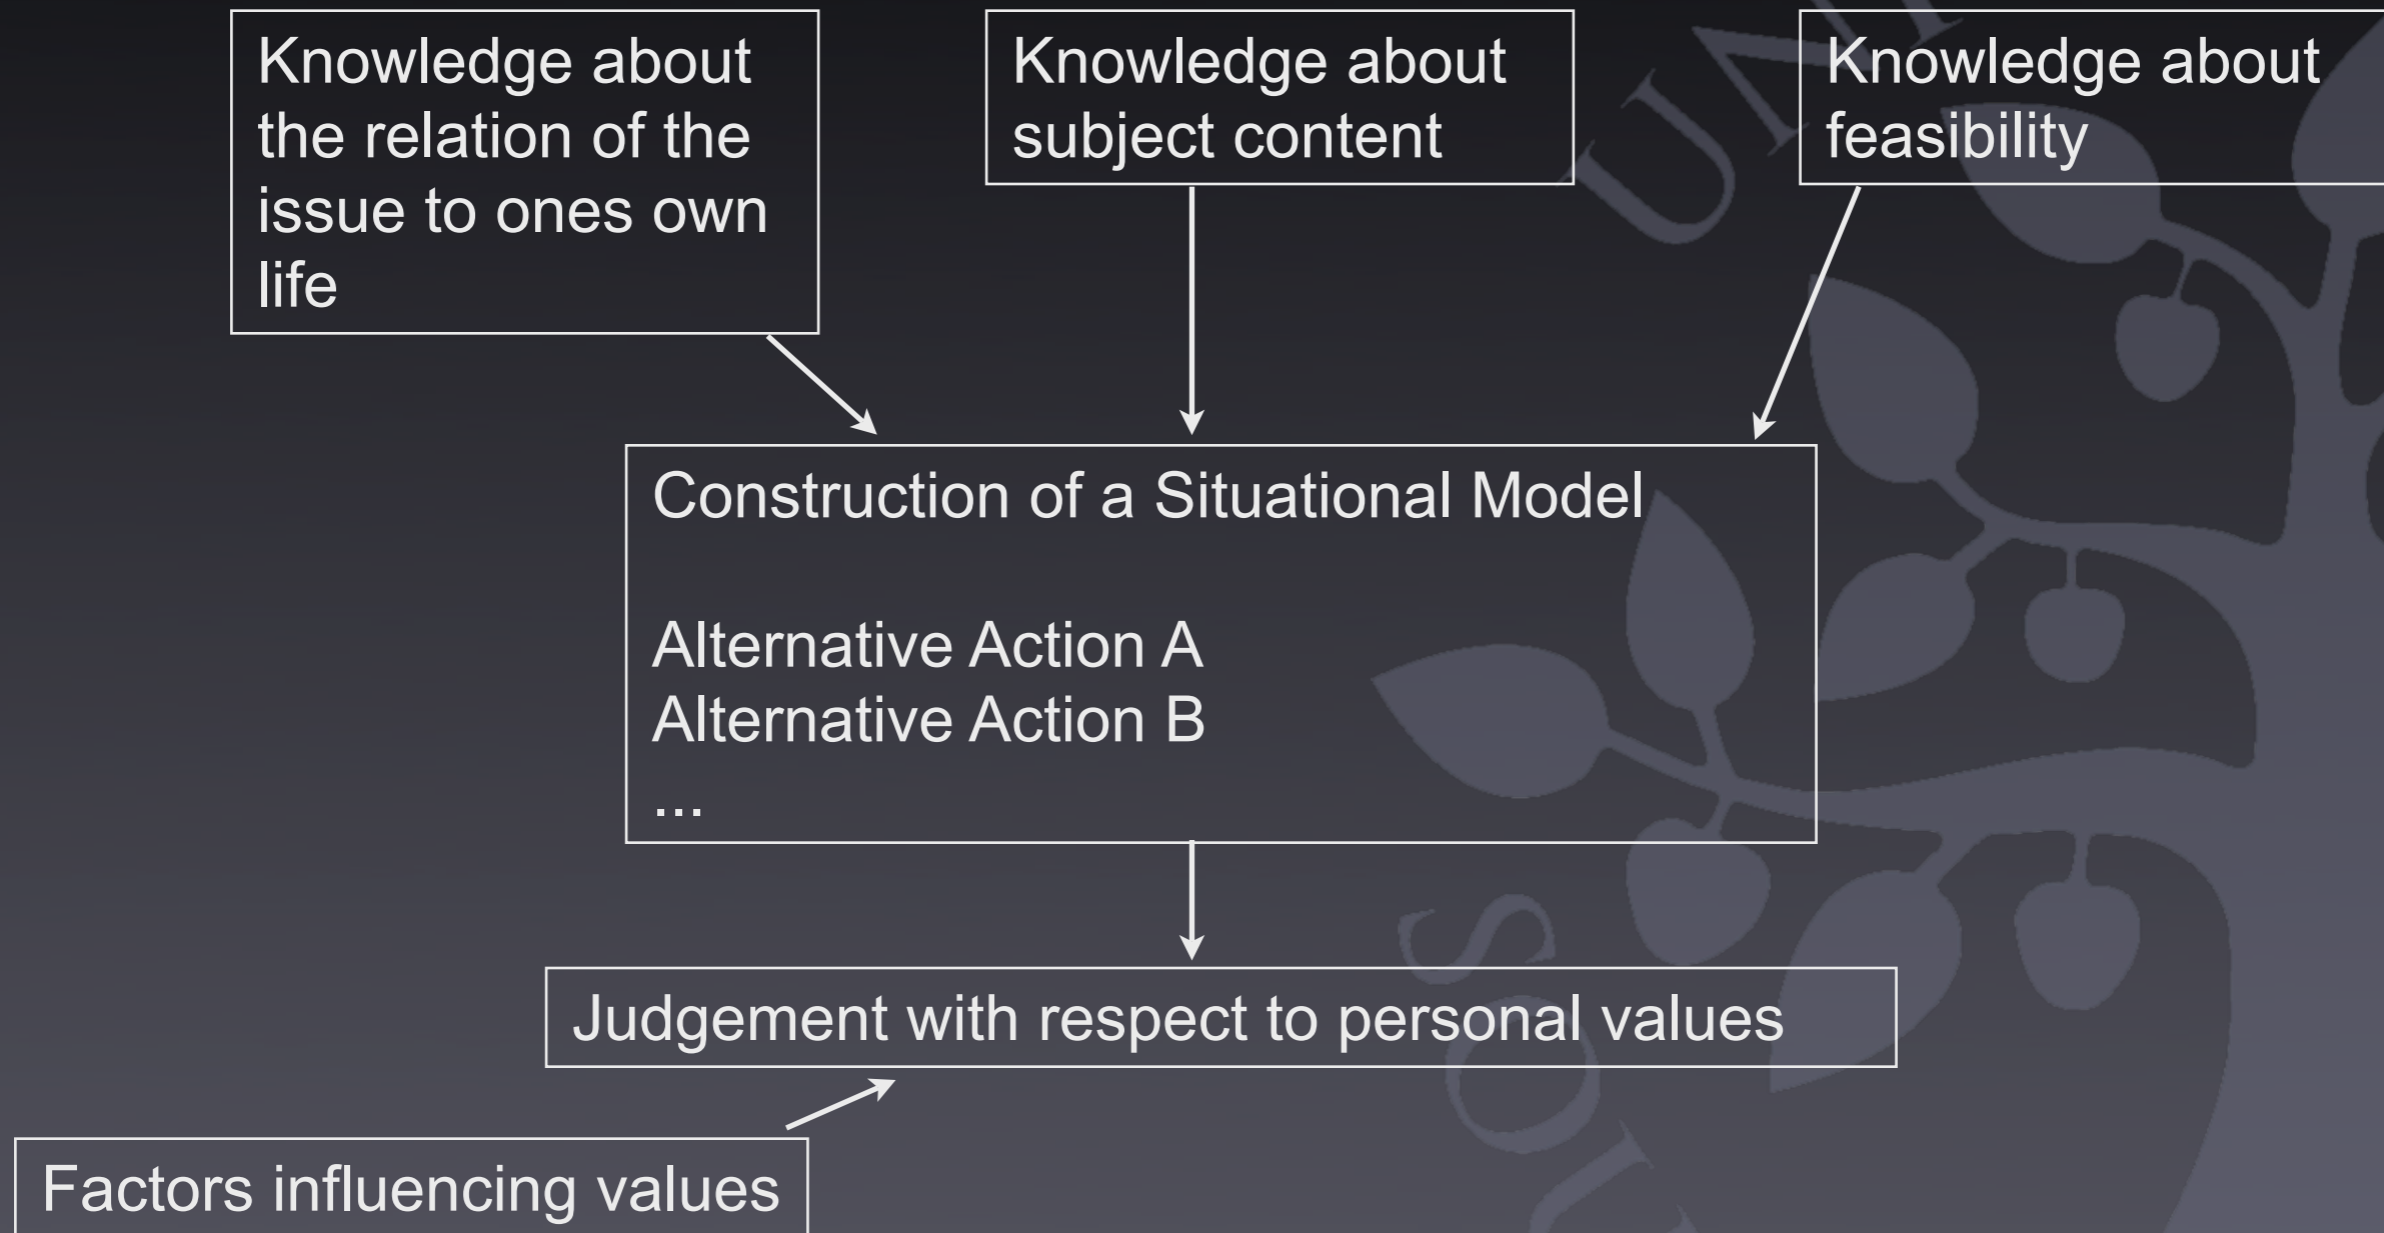 Knowledge about
the relation of the
issue to ones own
life
Knowledge about
subject content
Knowledge about
feasibility
Construction of a Situational Model
Alternative Action A
Alternative Action B
...
Judgement with respect to personal values
Factors influencing values